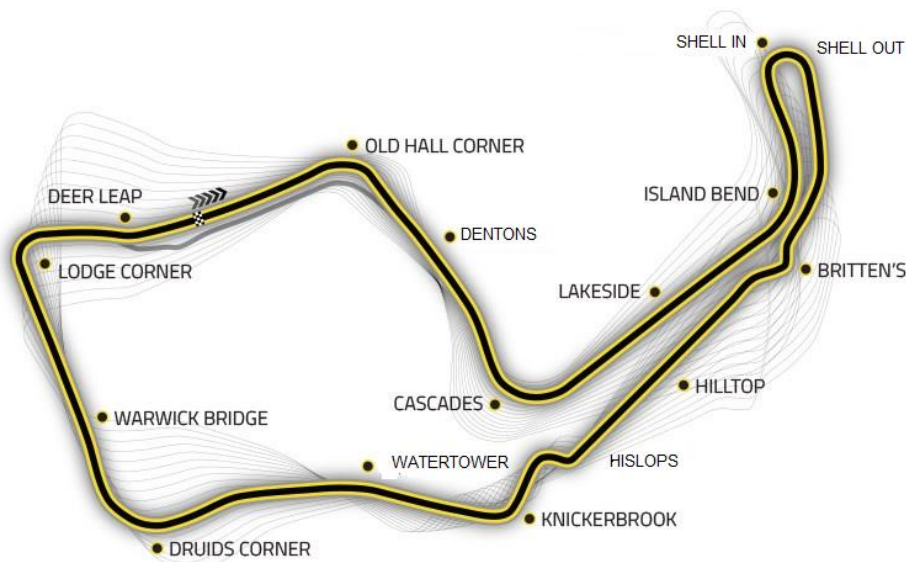 SHELL IN
SHELL OUT
OLD HALL CORNER
DEER LEAP
ISLAND BEND
DENTONS
LODGE CORNER
BRITTEN'S
LAKESIDE
HILLTOP
CASCADES
WARWICK BRIDGE
WATERTOWER
HISLOPS
KNICKERBROOK
DRUIDS CORNER